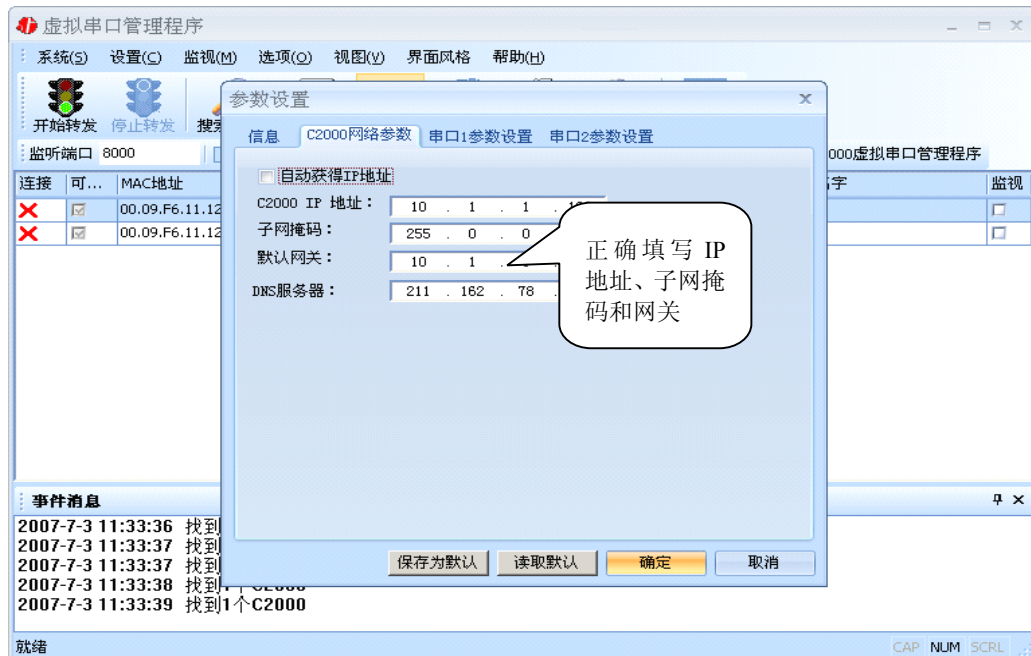 虚拟串口管理程序
系统(S) 设置(C) 监视(M) 选项(O) 视图(V) 界面风格 帮助(H)
开始转发 停止转发
监听端口 8000
000虚拟串口管理程序
连接 可... MAC地址 字 监视
00.09.F6.11.12
00.09.F6.11.12
参数设置
信息 C2000网络参数 串口1参数设置 串口2参数设置
自动获得IP地址
C2000 IP 地址： 10 . 1 . 1 .
子网掩码： 255 . 0 . 0
默认网关： 10 . 1 .
DNS服务器： 211 . 162 . 78 .
正确填写 IP
地址、子网掩
码和网关
保存为默认 读取默认 确定 取消
事件消息
2007-7-3 11:33:36 找到
2007-7-3 11:33:37 找到
2007-7-3 11:33:37 找到
2007-7-3 11:33:38 找到
2007-7-3 11:33:39 找到1个C2000
就绪 CAP NUM SCRL